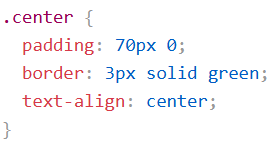 .center {
  padding: 70px 0;
  border: 3px solid green;
  text-align: center;
}